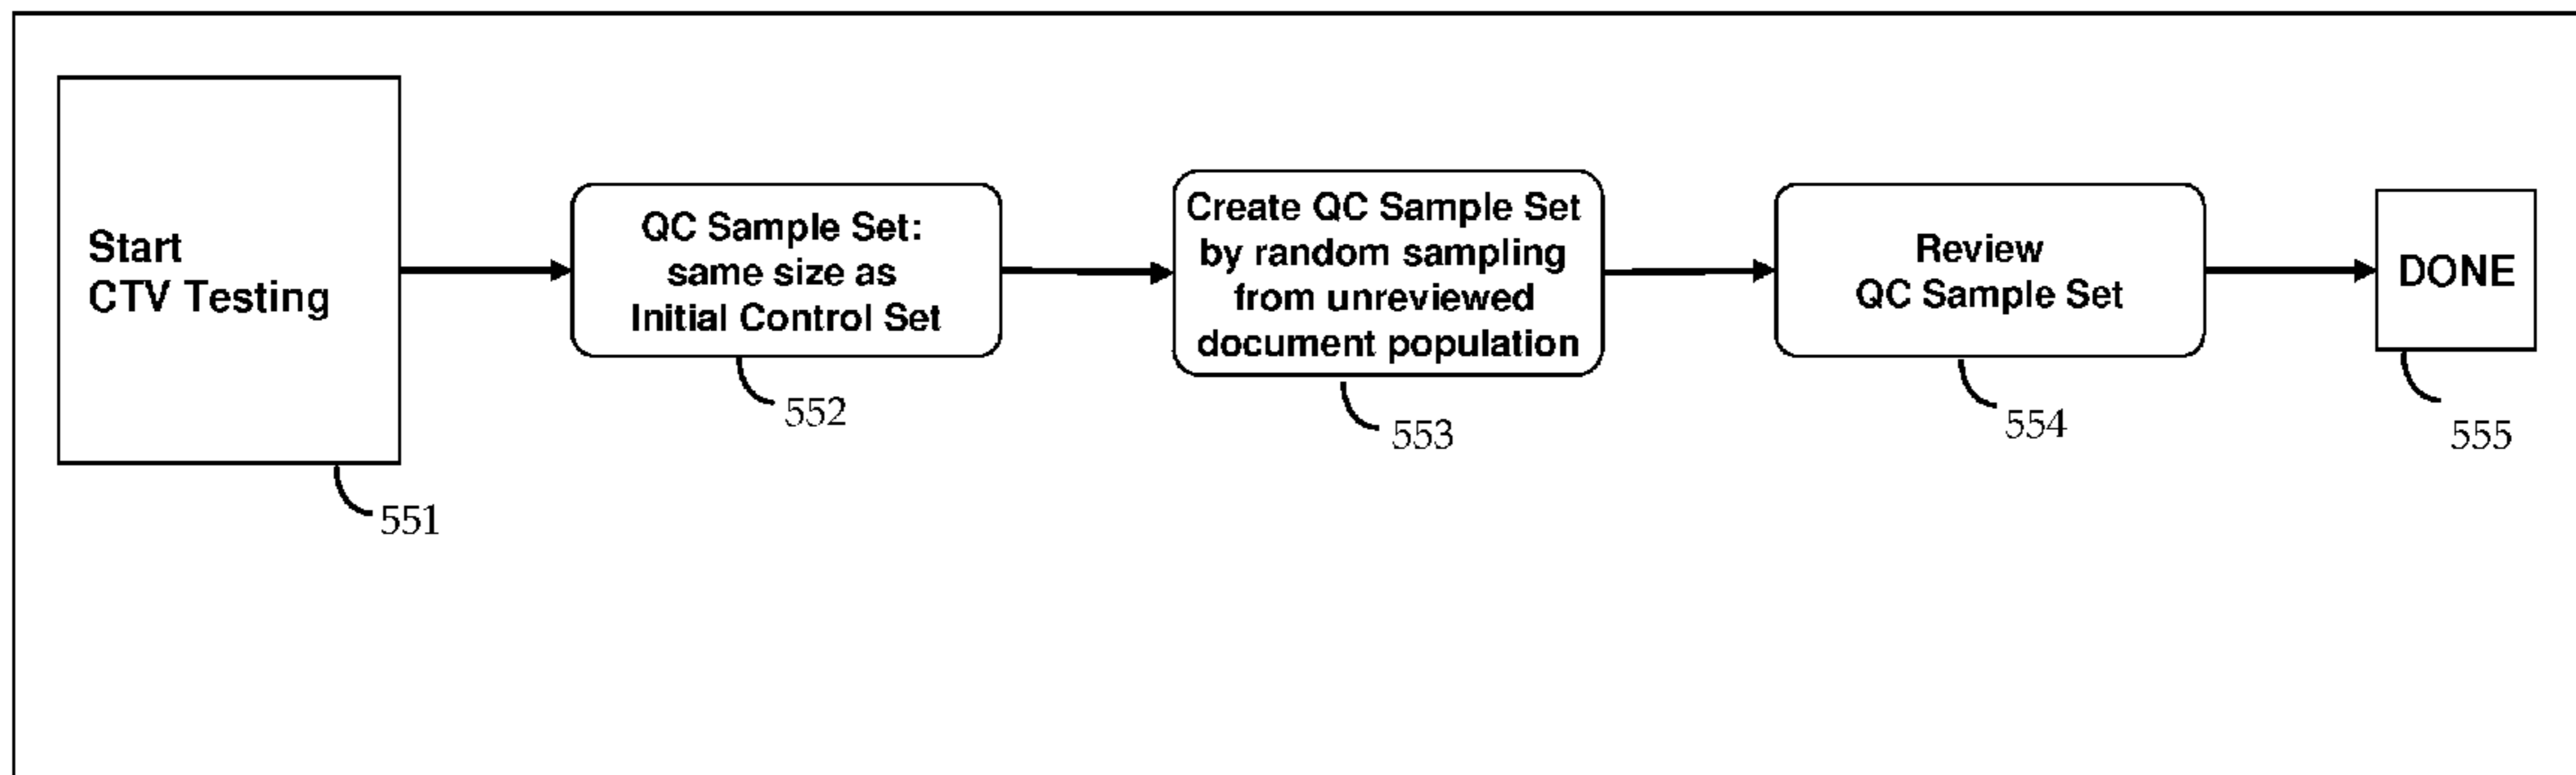 Start
CTV Testing
551
QC Sample Set:
same size as
Initial Control Set
552
Create QC Sample Set
by random sampling
from unreviewed
document population
553
Review
QC Sample Set
554
DONE
555